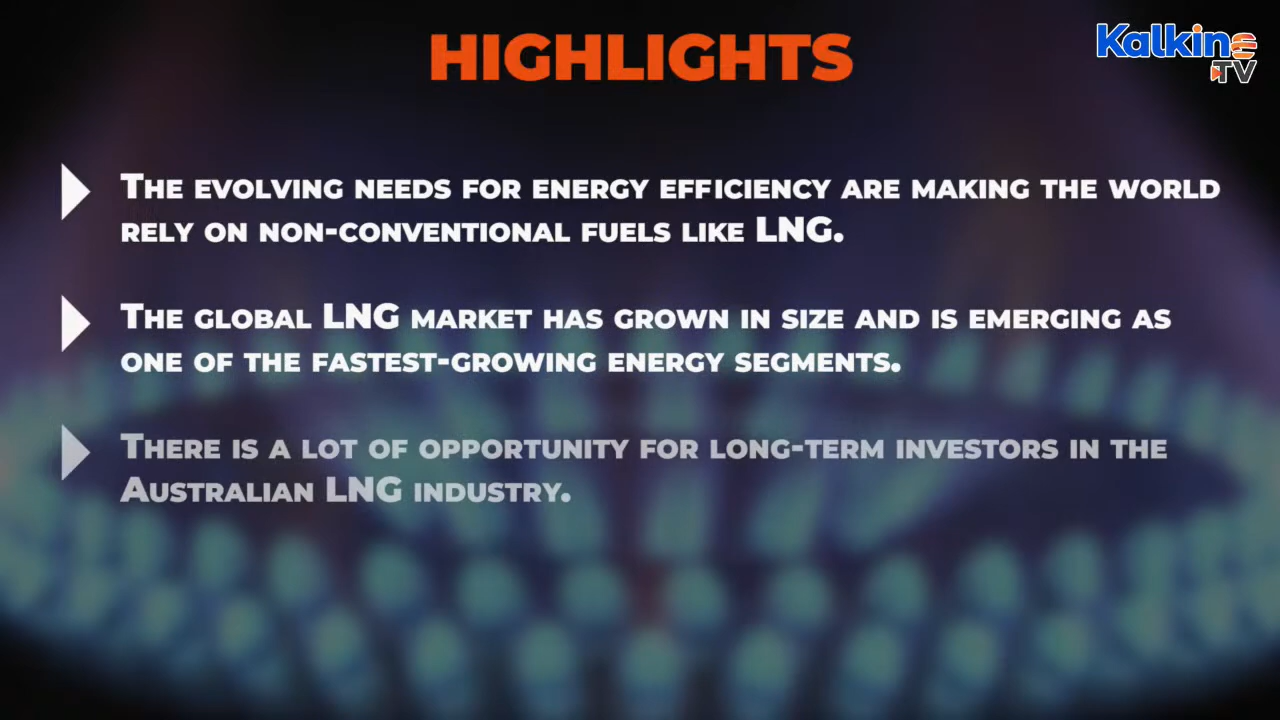 HIGHLIGHTS
Kalkine
TV
The evolving needs for energy efficiency are making the world
rely on non-conventional fuels like LNG.
The global LNG market has grown in size and is emerging as
one of the fastest-growing energy segments.
There is a lot of opportunity for long-term investors in the
Australian LNG industry.